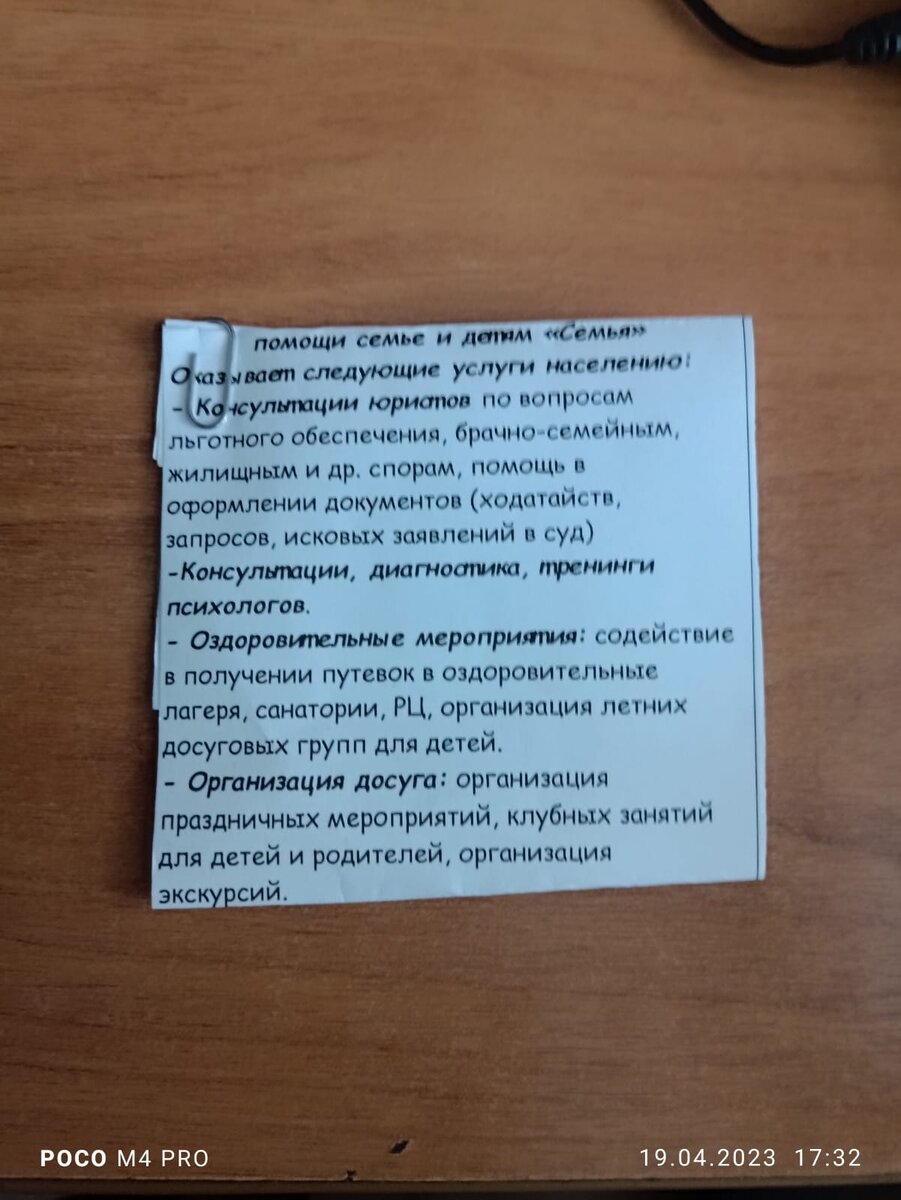 помощи семье и детям «Семья»
Оказывает следующие услуги населению:
- Консультации юристов по вопросам
льготного обеспечения, брачно-семейным,
жилищным и др. спорам, помощь в
оформлении документов (ходатайств,
запросов, исковых заявлений в суд)
-Консультации, диагностика, тренинги
психологов.
- Оздоровительные мероприятия: содействие
в получении путевок в оздоровительные
лагеря, санатории, РЦ, организация летних
досуговых групп для детей.
- Организация досуга: организация
праздничных мероприятий, клубных занятий
для детей и родителей, организация
экскурсий.
POCO M4 PRO
19.04.2023 17:32